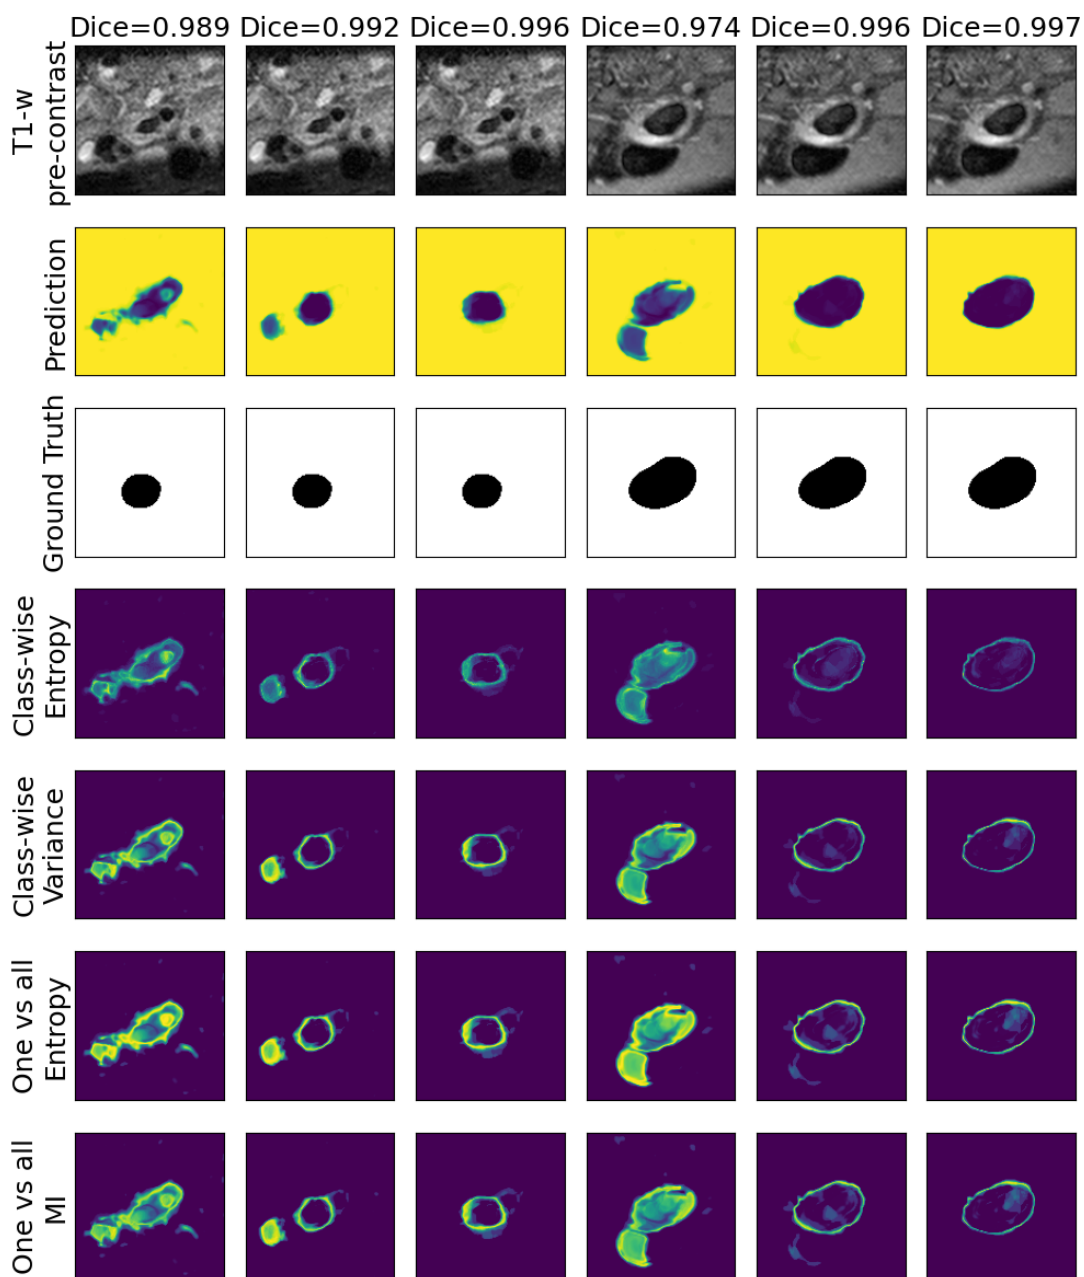 Dice=0.989 Dice=0.992 Dice=0.996 Dice=0.974 Dice=0.996 Dice=0.997
T1-w
pre-contrast
Prediction
Ground Truth
Class-wise
Entropy
Class-wise
Variance
One vs all
Entropy
One vs all
MI